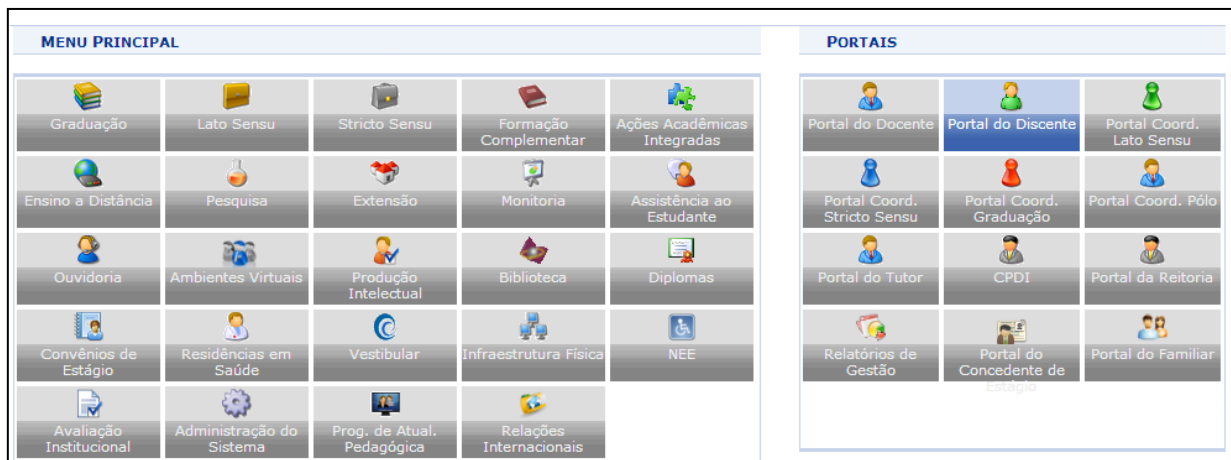 MENU PRINCIPAL
Graduação
Lato Sensu
Stricto Sensu
Formação
Complementar
Ações Acadêmicas
Integradas
Ensino a Distância
Pesquisa
Extensão
Monitoria
Assistência ao
Estudante
Ouvidoria
Ambientes Virtuais
Produção
Intelectual
Biblioteca
Diplomas
Convênios de
Estágio
Residências em
Saúde
Vestibular
Infraestrutura Física
NEE
Avaliação
Institucional
Administração do
Sistema
Prog. de Atual.
Pedagógica
Relações
Internacionais
PORTAIS
Portal do Docente
Portal do Discente
Portal Coord.
Lato Sensu
Portal Coord.
Stricto Sensu
Portal Coord.
Graduação
Portal Coord. Pólo
Portal do Tutor
CPDI
Portal da Reitoria
Relatórios de
Gestão
Portal do
Concedente de
Estágio
Portal do Familiar